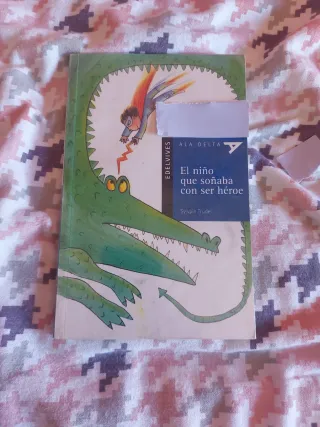 EDELVIVES
ALA DELTA
El niño
que soñaba
con ser héroe